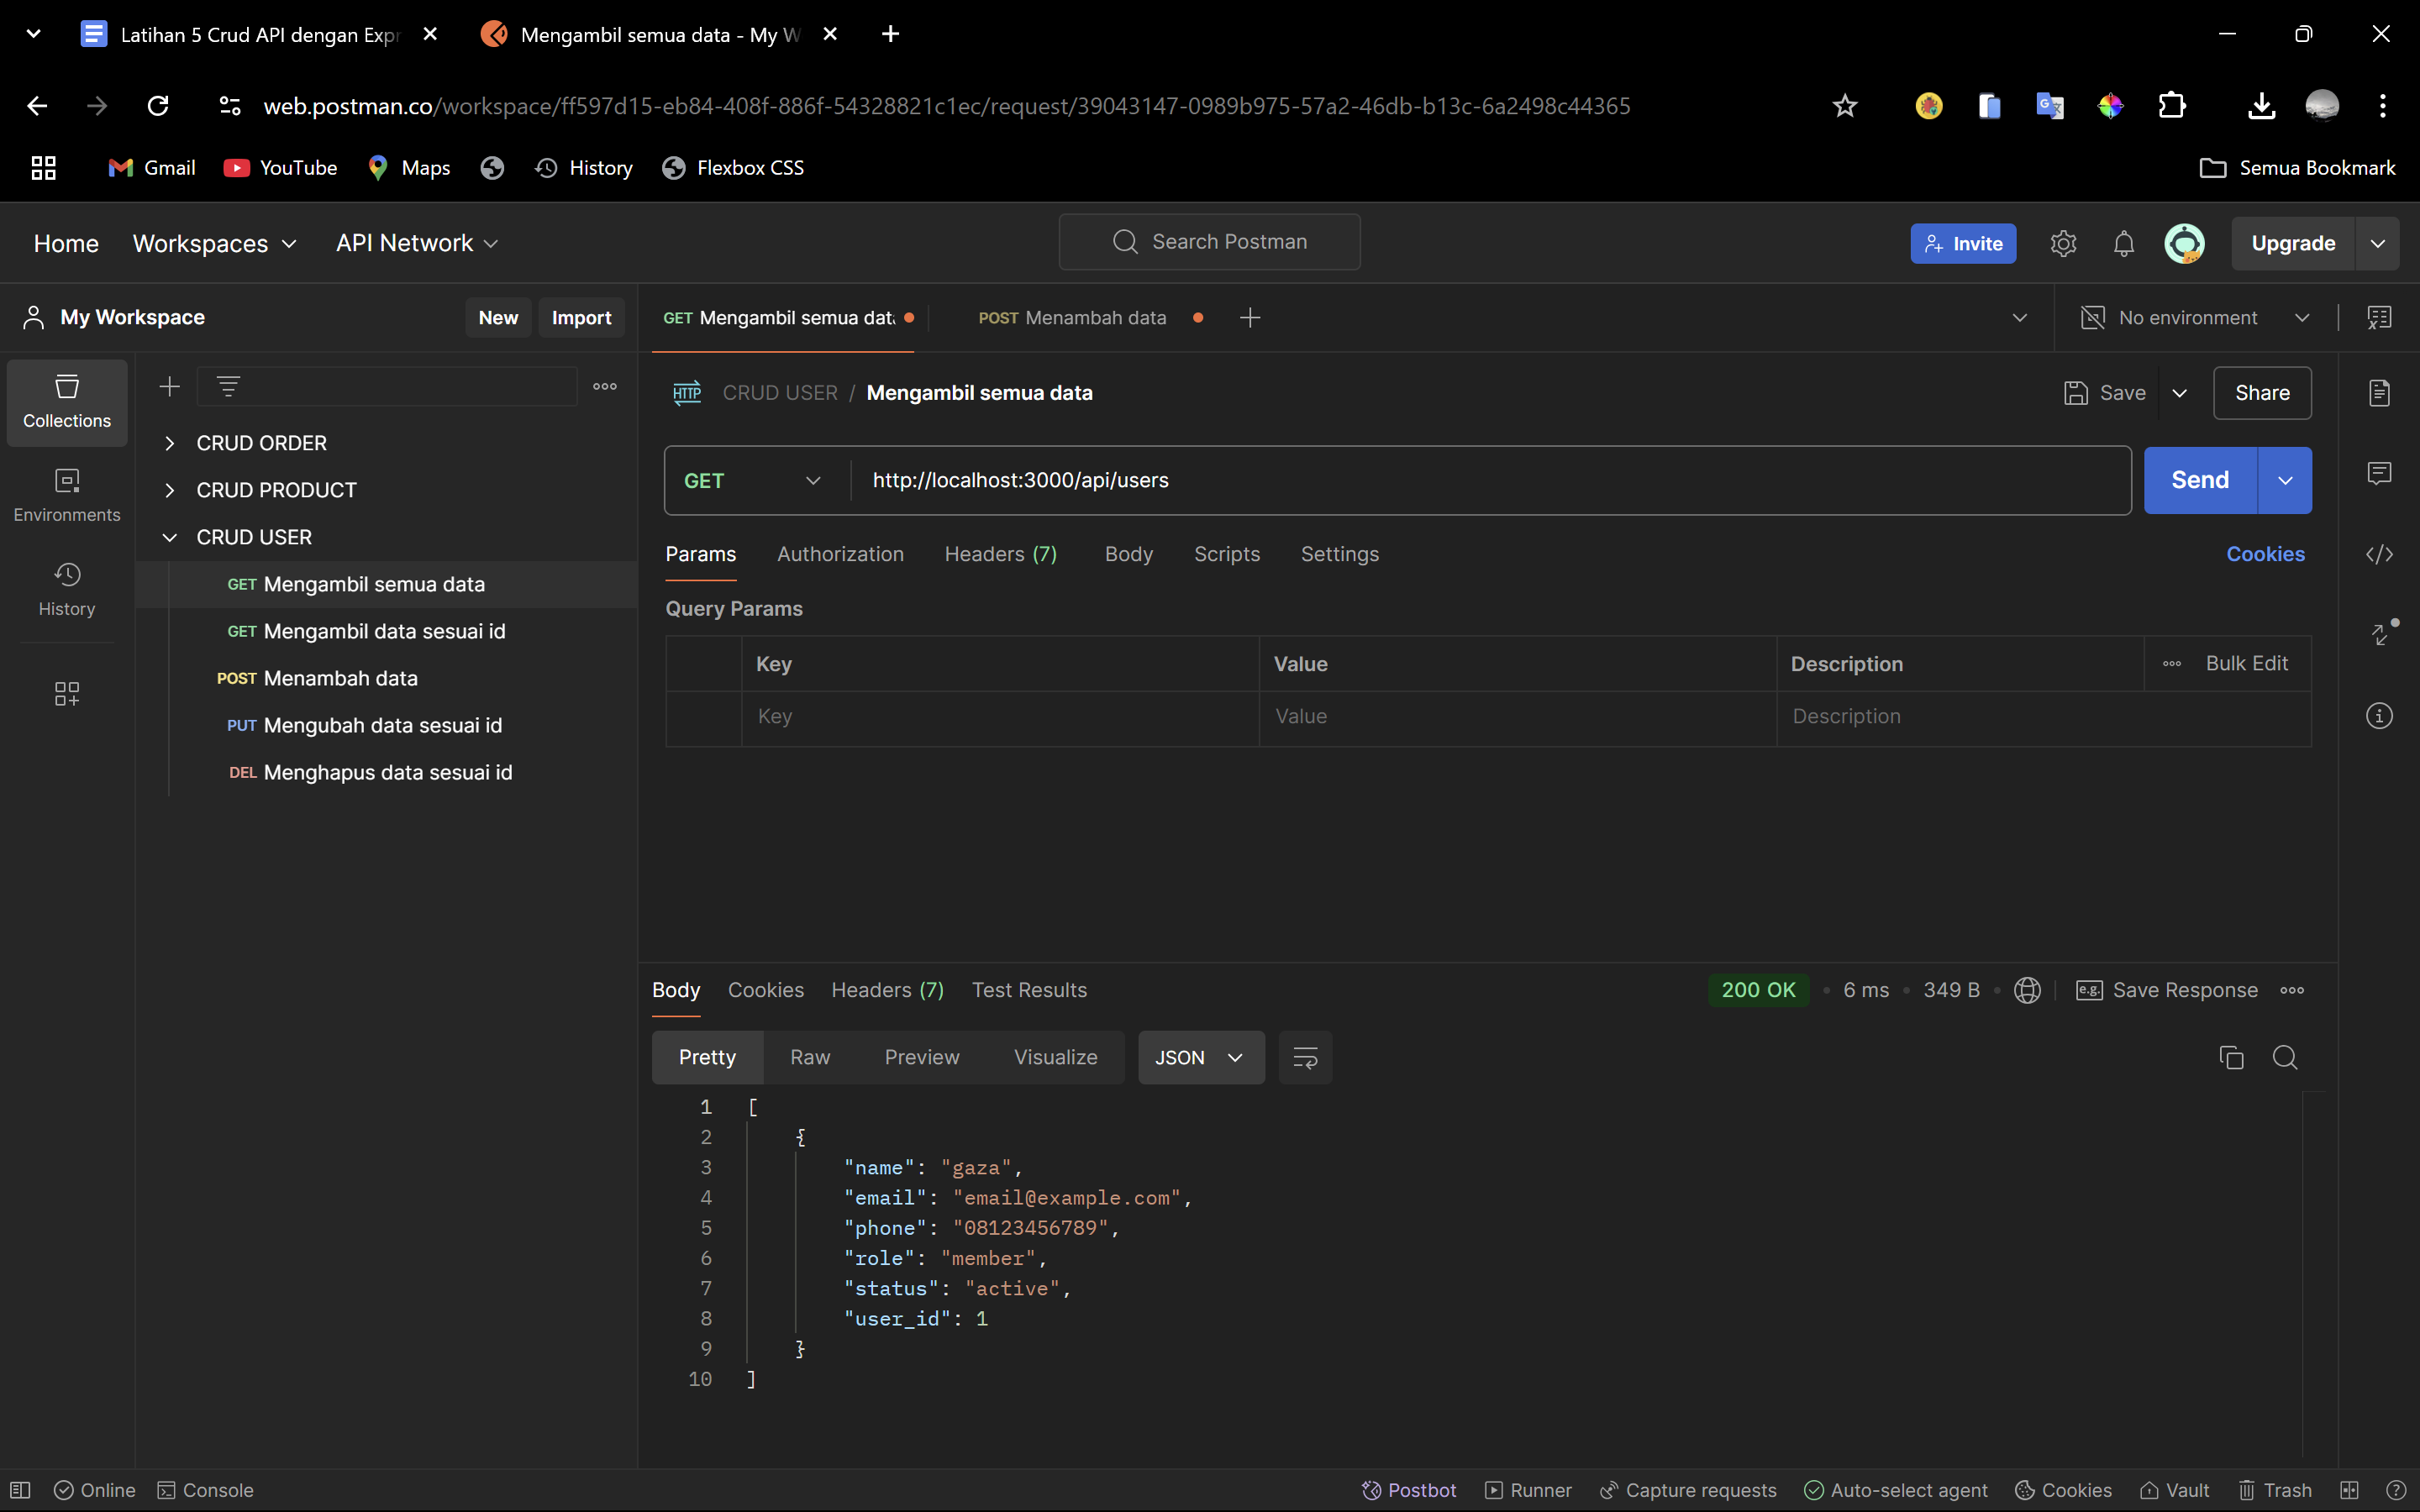 Latihan 5 Crud API dengan Expr
Mengambil semua data - My W
web.postman.co/workspace/ff597d15-eb84-408f-886f-54328821c1ec/request/39043147-0989b975-57a2-46db-b13c-6a2498c44365
Gmail YouTube Maps History Flexbox CSS Semua Bookmark
Home Workspaces API Network Search Postman Invite Upgrade
My Workspace New Import
GET Mengambil semua data POST Menambah data No environment
Collections
Environments
History
CRUD ORDER
CRUD PRODUCT
CRUD USER
GET Mengambil semua data
GET Mengambil data sesuai id
POST Menambah data
PUT Mengubah data sesuai id
DEL Menghapus data sesuai id
HTTP CRUD USER / Mengambil semua data Save Share
GET http://localhost:3000/api/users Send
Params Authorization Headers (7) Body Scripts Settings Cookies
Query Params
Key Value Description Bulk Edit
Key Value Description
Body Cookies Headers (7) Test Results 200 OK 6 ms 349 B e.g. Save Response
Pretty Raw Preview Visualize JSON
1 [
2 {
3 "name": "gaza",
4 "email": "email@example.com",
5 "phone": "08123456789",
6 "role": "member",
7 "status": "active",
8 "user_id": 1
9 }
10 ]
Online Console Postbot Runner Capture requests Auto-select agent Cookies Vault Trash